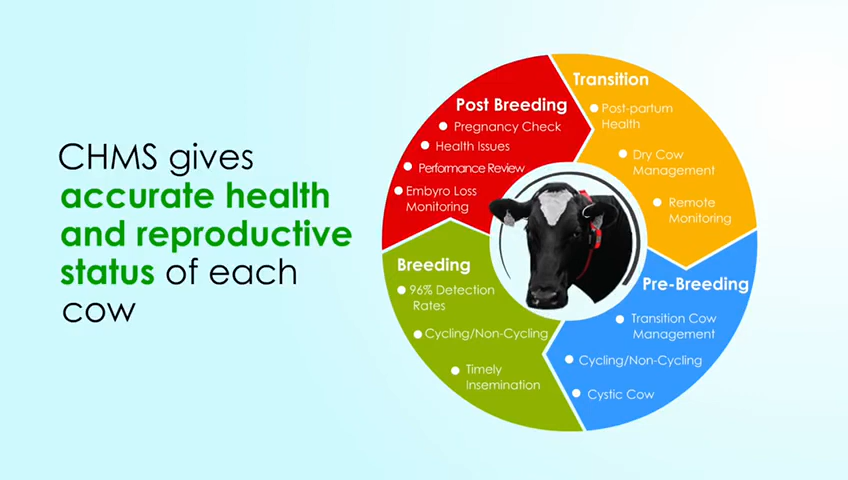 CHMS gives
accurate health
and reproductive
status of each
cow
Post Breeding
Pregnancy Check
Health Issues
Performance Review
Embyro Loss
Monitoring
Transition
Post-partum
Health
Dry Cow
Management
Remote
Monitoring
Pre-Breeding
Transition Cow
Management
Cycling/Non-Cycling
Cystic Cow
Breeding
96% Detection
Rates
Cycling/Non-Cycling
Timely
Insemination